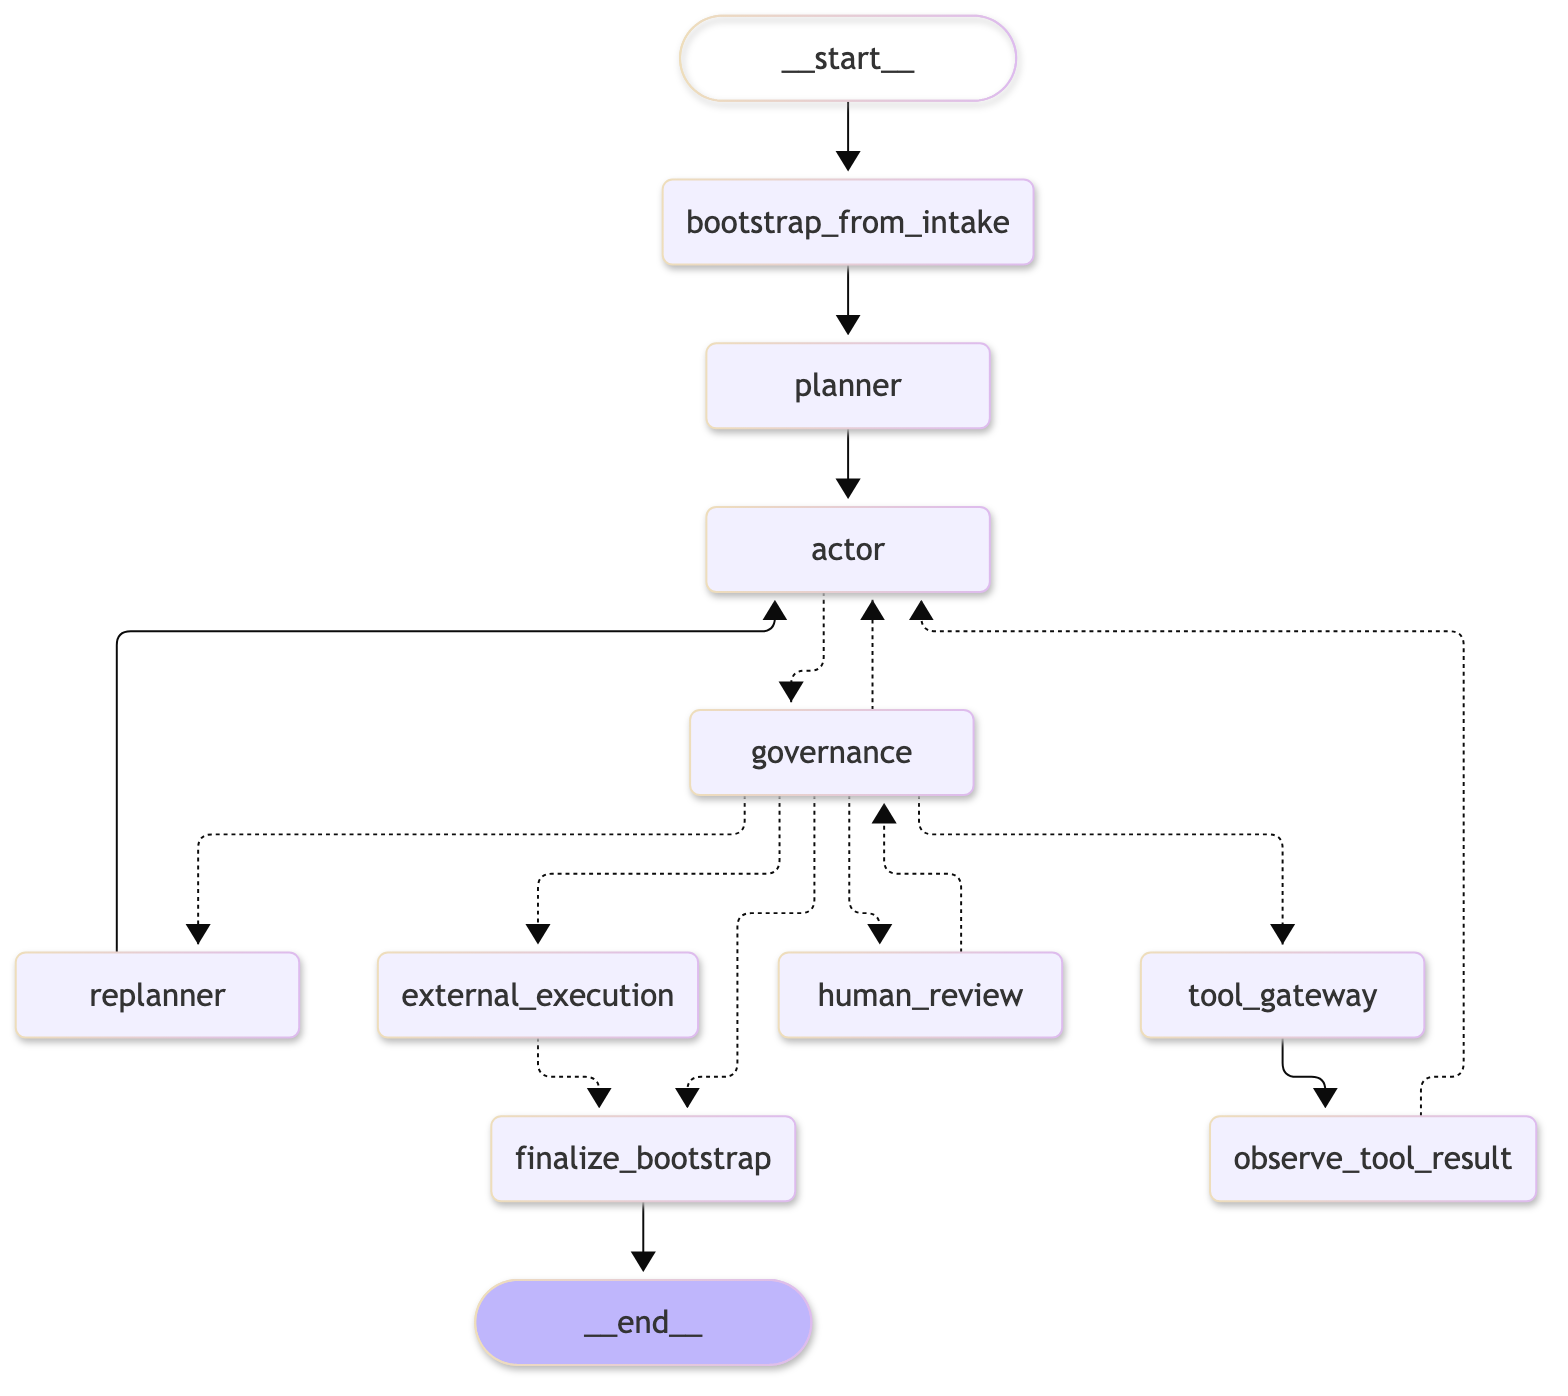 __start__
bootstrap_from_intake
planner
actor
governance
replanner
external_execution
human_review
tool_gateway
finalize_bootstrap
observe_tool_result
__end__